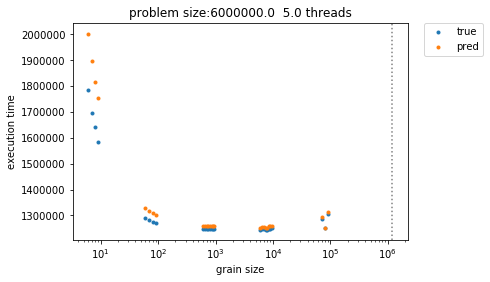 problem size:6000000.0  5.0 threads
true
pred
2000000
1900000
1800000
1700000
1600000
1500000
1400000
1300000
execution time
10^1
10^2
10^3
10^4
10^5
10^6
grain size